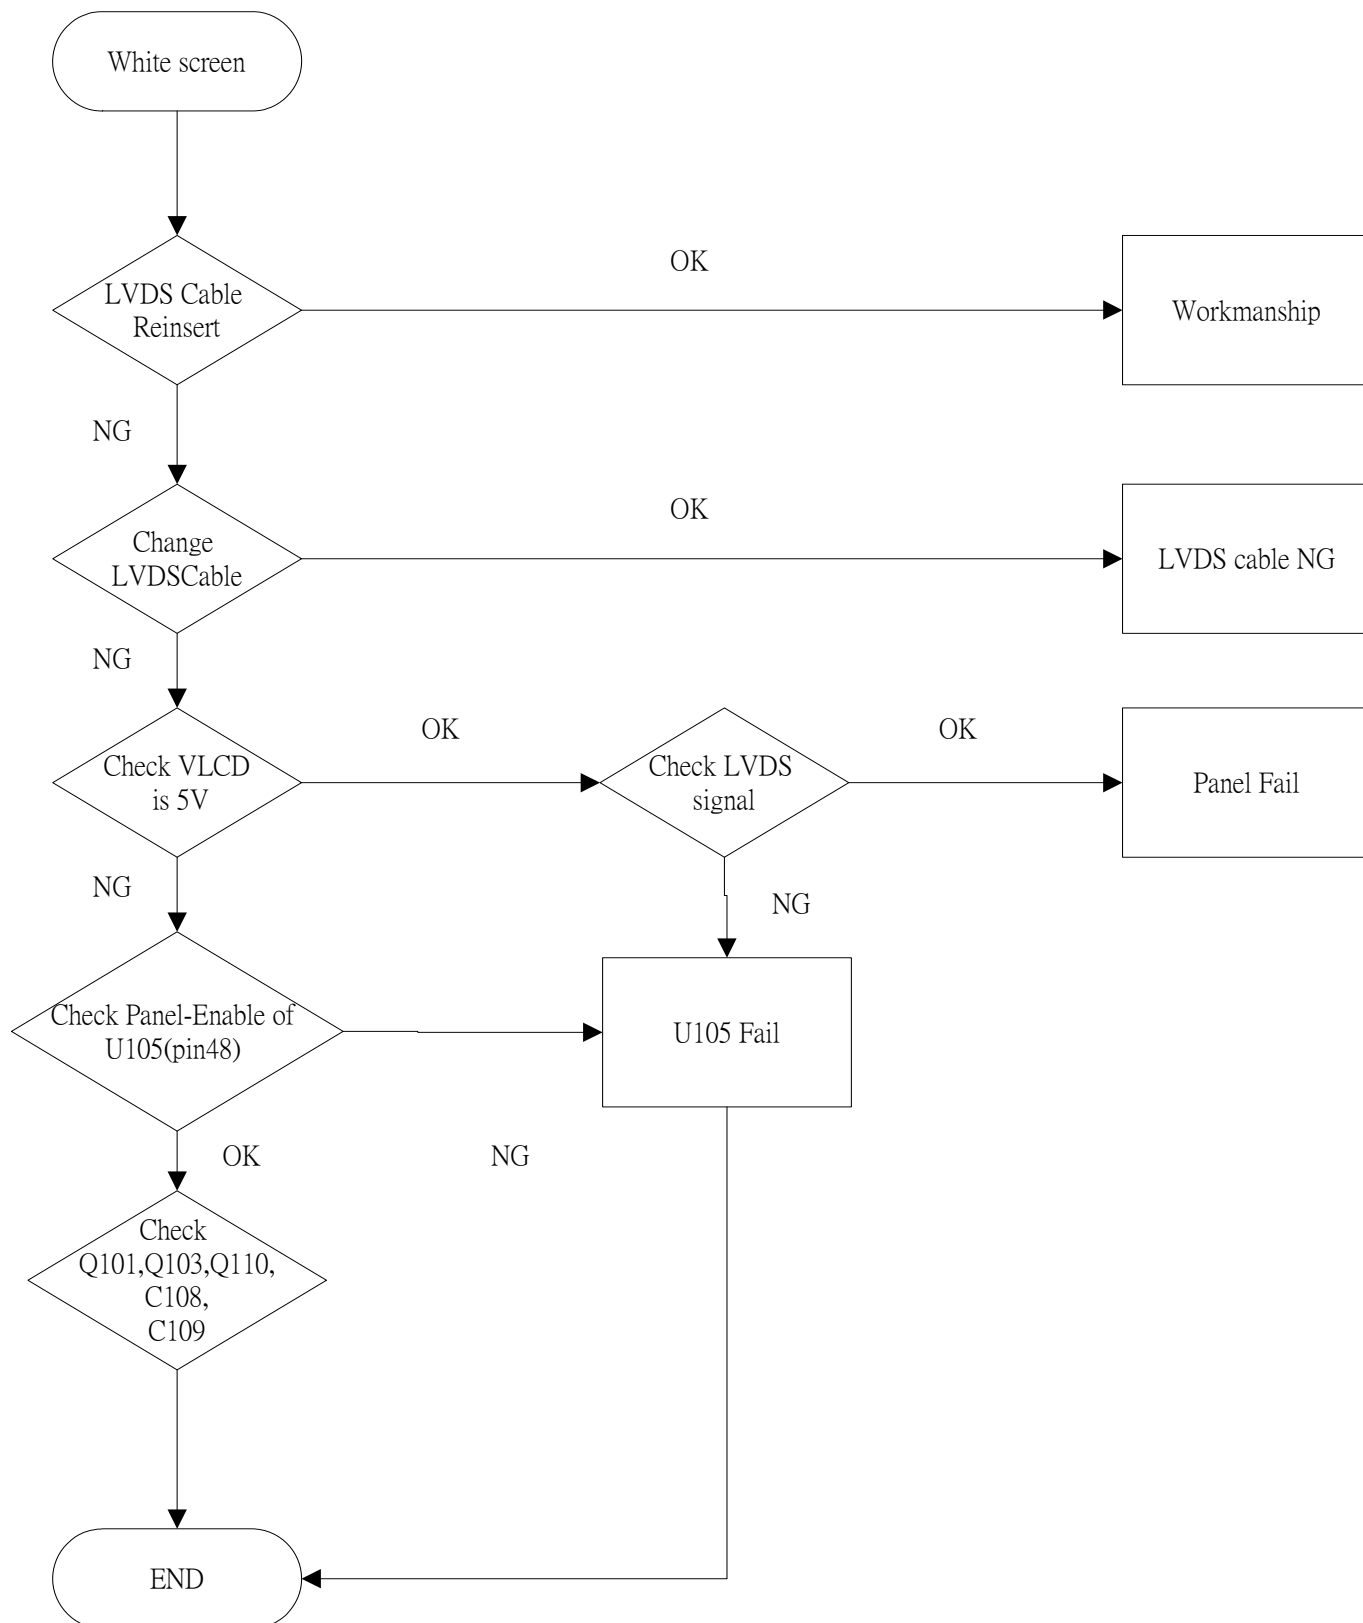 White screen
OK
LVDS Cable
Reinsert
Workmanship
NG
OK
Change
LVDSCable
LVDS cable NG
NG
OK
OK
Check VLCD
is 5V
Check LVDS
signal
Panel Fail
NG
NG
Check Panel-Enable of
U105(pin48)
U105 Fail
OK
NG
Check
Q101,Q103,Q110,
C108,
C109
END